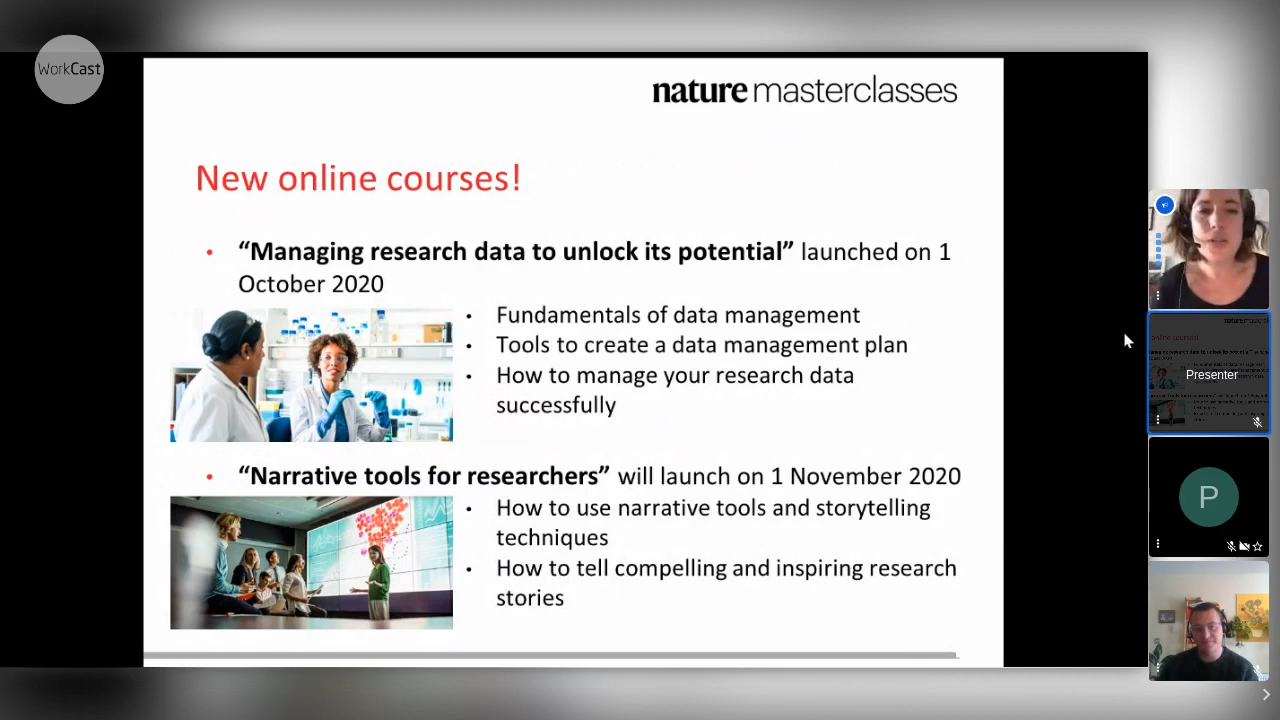 WorkCast
nature masterclasses
New online courses!
• “Managing research data to unlock its potential” launched on 1
October 2020
• Fundamentals of data management
• Tools to create a data management plan
• How to manage your research data
successfully
• “Narrative tools for researchers” will launch on 1 November 2020
• How to use narrative tools and storytelling
techniques
• How to tell compelling and inspiring research
stories
Presenter
P